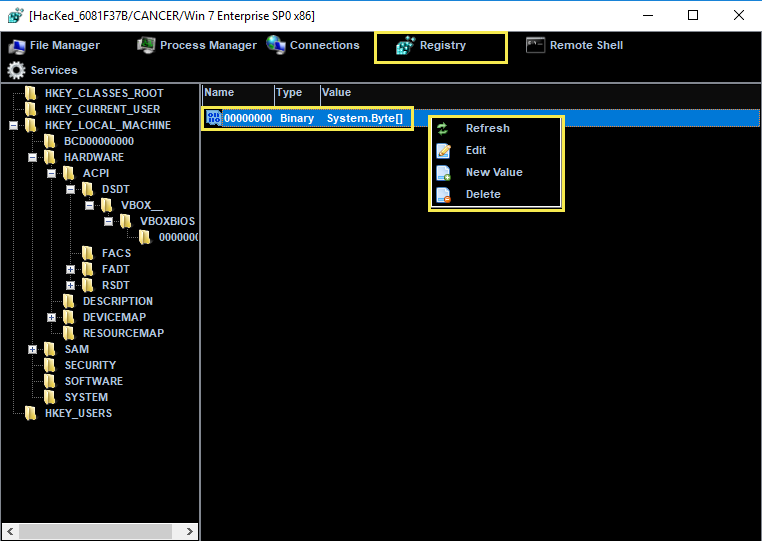 [HacKed_6081F37B/CANCER/Win 7 Enterprise SP0 x86]
File Manager Process Manager Connections Registry Remote Shell
Services
HKEY_CLASSES_ROOT
HKEY_CURRENT_USER
HKEY_LOCAL_MACHINE
BCD00000000
HARDWARE
ACPI
DSDT
VBOX__
VBOXBIOS
0000000
FACS
FADT
RSDT
DESCRIPTION
DEVICEMAP
RESOURCEMAP
SAM
SECURITY
SOFTWARE
SYSTEM
HKEY_USERS
Name Type Value
00000000 Binary System.Byte[]
Refresh
Edit
New Value
Delete